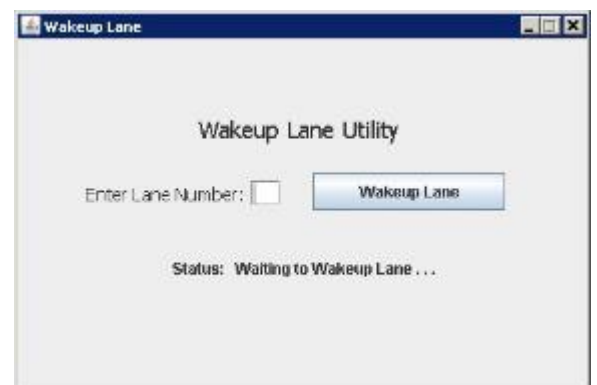 Wakeup Lane
Wakeup Lane Utility
Enter Lane Number: Wakeup Lane
Status: Waiting to Wakeup Lane . . .